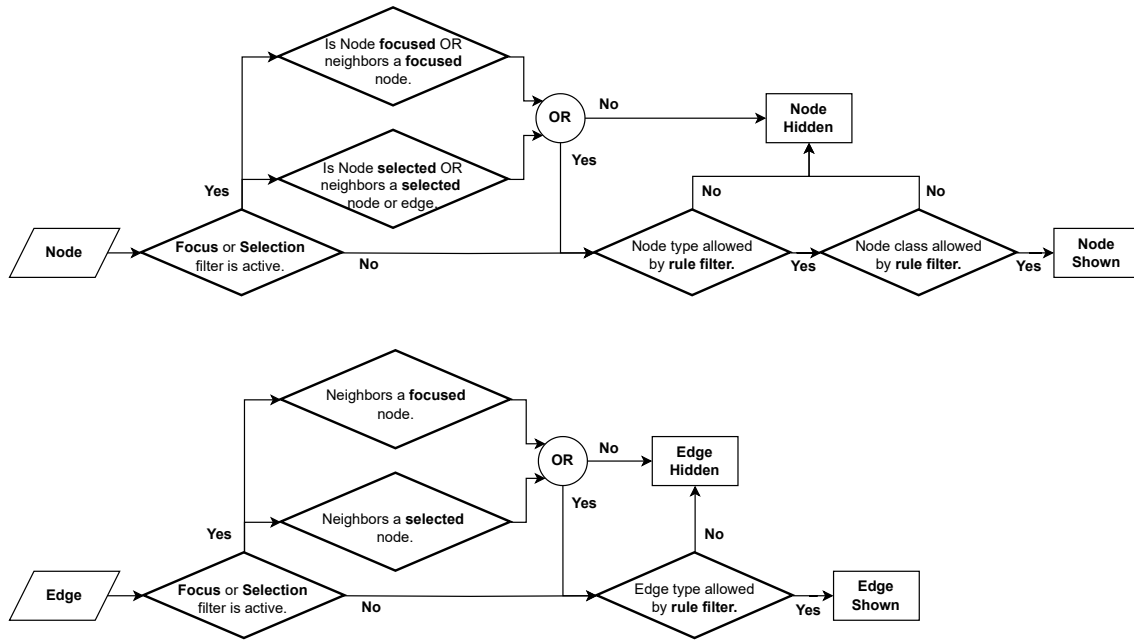 Is Node focused OR
neighbors a focused
node.
OR
No
Node
Hidden
Yes
Is Node selected OR
neighbors a selected
node or edge.
Yes
No
No
Node
Focus or Selection
filter is active.
No
Node type allowed
by rule filter.
Yes
Node class allowed
by rule filter.
Yes
Node
Shown
Neighbors a focused
node.
OR
No
Edge
Hidden
Yes
Neighbors a selected
node.
Yes
No
Edge
Focus or Selection
filter is active.
No
Edge type allowed
by rule filter.
Yes
Edge
Shown